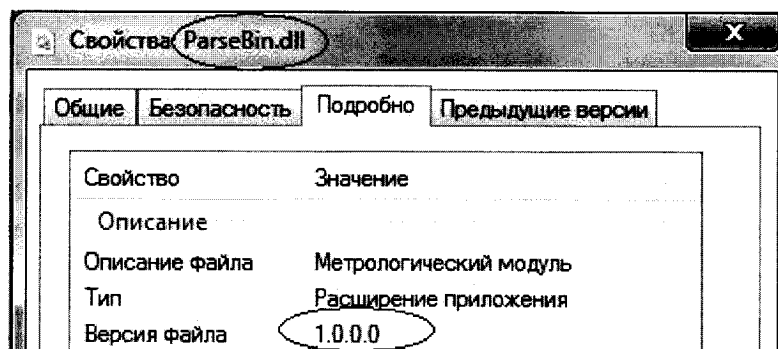 Свойства: ParseBin.dll
Общие Безопасность Подробно Предыдущие версии
Свойство Значение
Описание
Описание файла Метрологический модуль
Тип Расширение приложения
Версия файла 1.0.0.0